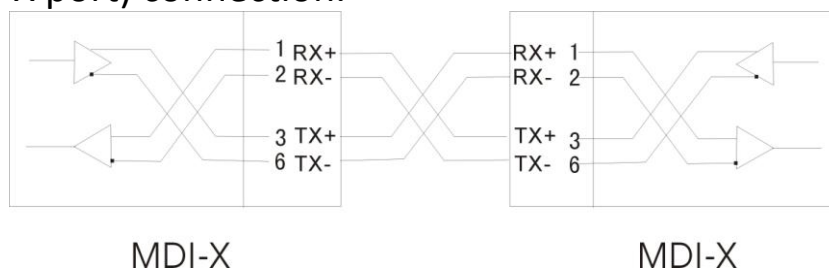 1 RX+ RX+ 1
2 RX- RX- 2
3 TX+ TX+ 3
6 TX- TX- 6
MDI-X MDI-X